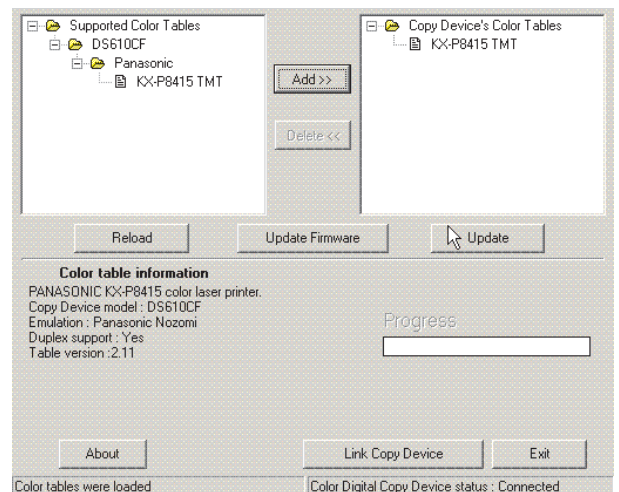 Supported Color Tables
DS610CF
Panasonic
KX-P8415 TMT
Add >>
Delete <<
Copy Device's Color Tables
KX-P8415 TMT
Reload
Update Firmware
Update
Color table information
PANASONIC KX-P8415 color laser printer.
Copy Device model : DS610CF
Emulation : Panasonic Nozomi
Duplex support : Yes
Table version :2.11
Progress
About
Link Copy Device
Exit
Color tables were loaded
Color Digital Copy Device status : Connected